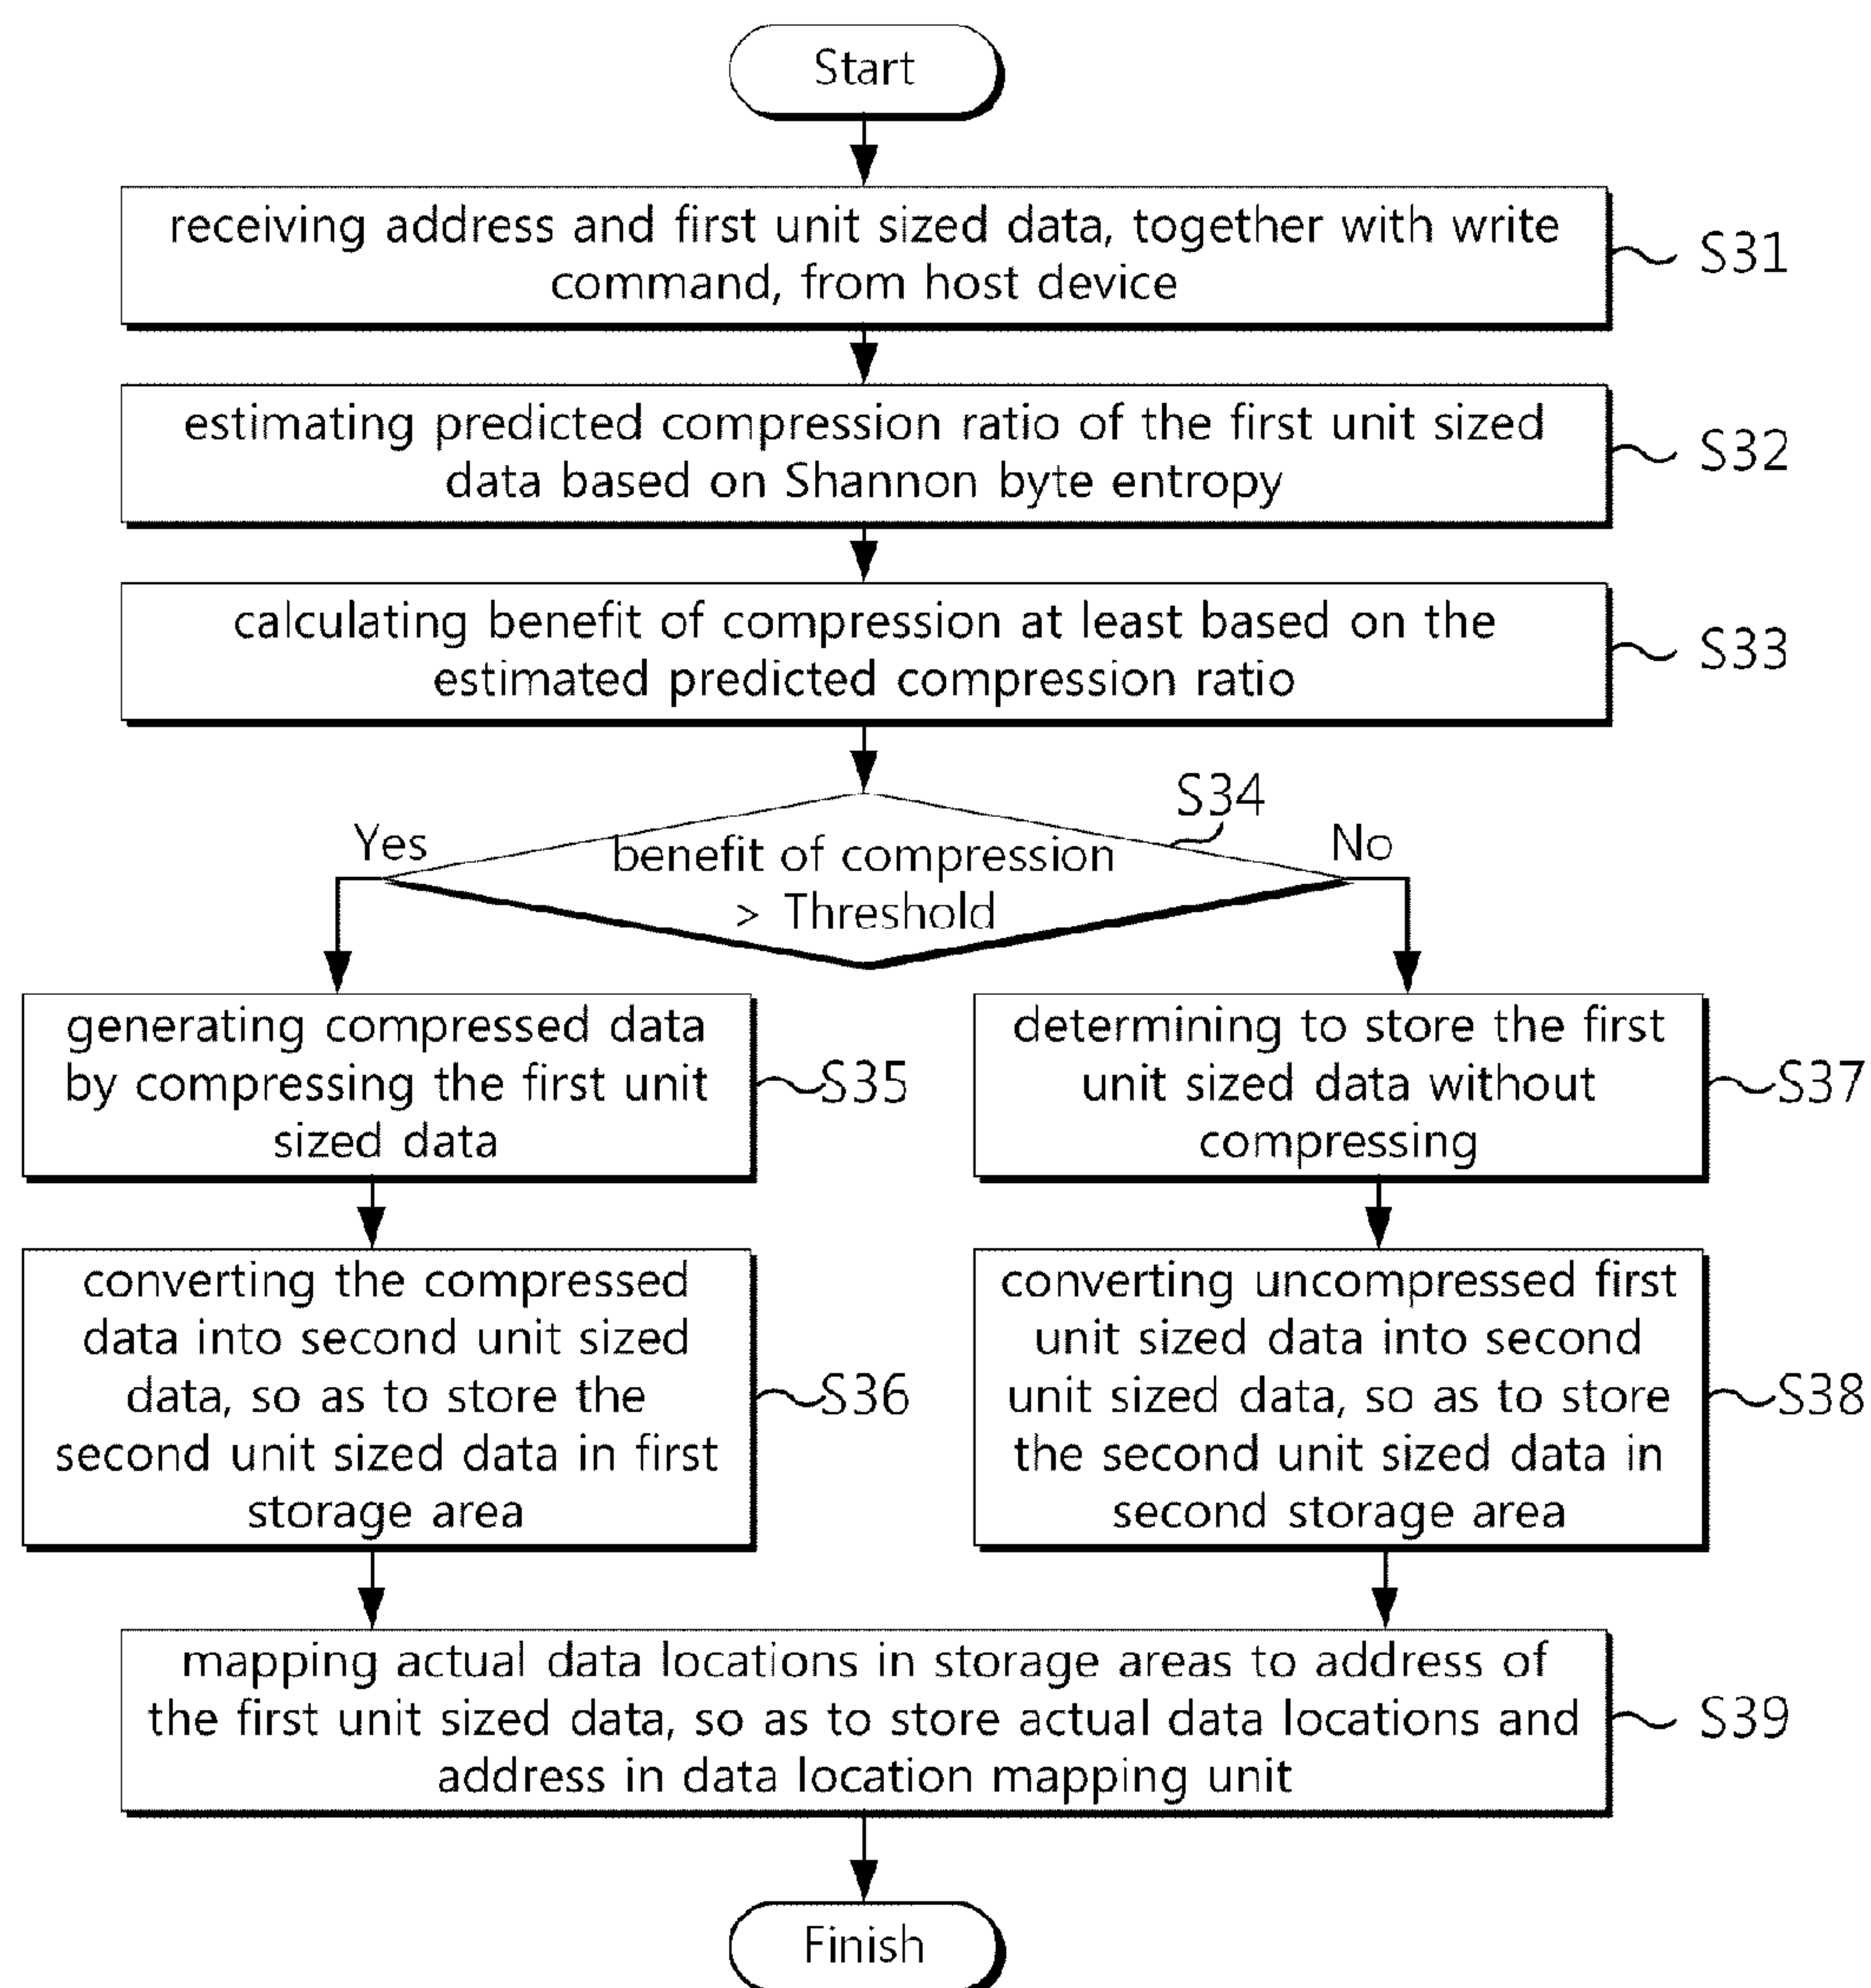 Start
receiving address and first unit sized data, together with write
command, from host device
S31
estimating predicted compression ratio of the first unit sized
data based on Shannon byte entropy
S32
calculating benefit of compression at least based on the
estimated predicted compression ratio
S33
S34
Yes
benefit of compression
> Threshold
No
generating compressed data
by compressing the first unit
sized data
S35
determining to store the first
unit sized data without
compressing
S37
converting the compressed
data into second unit sized
data, so as to store the
second unit sized data in first
storage area
S36
converting uncompressed first
unit sized data into second
unit sized data, so as to store
the second unit sized data in
second storage area
S38
mapping actual data locations in storage areas to address of
the first unit sized data, so as to store actual data locations and
address in data location mapping unit
S39
Finish